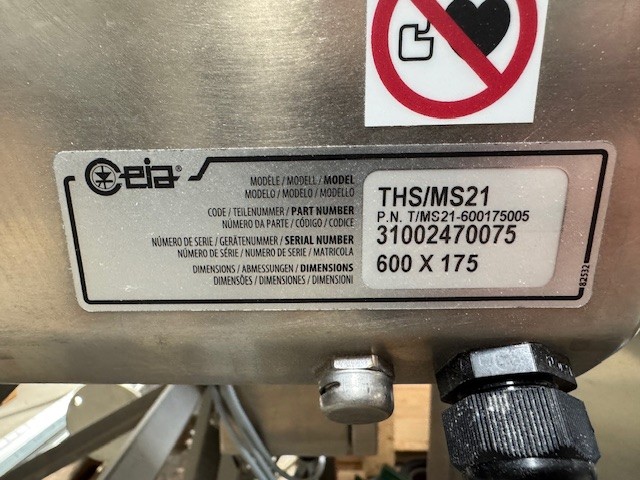 Ceia®
MODÈLE / MODELL / MODEL
MODELO / MODELO / MODELLO
THS/MS21
CODE / TEILENUMMER / PART NUMBER
NÚMERO DA PARTE / CÓDIGO / CODICE
P.N. T/MS21-600175005
NÚMERO DE SERIE / GERÄTENUMMER / SERIAL NUMBER
NUMÉRO DE SÉRIE / NUMERO DE SERIE / MATRICOLA
31002470075
DIMENSIONS / ABMESSUNGEN / DIMENSIONS
DIMENSÕES / DIMENSIONES / DIMENSIONI
600 X 175
82532